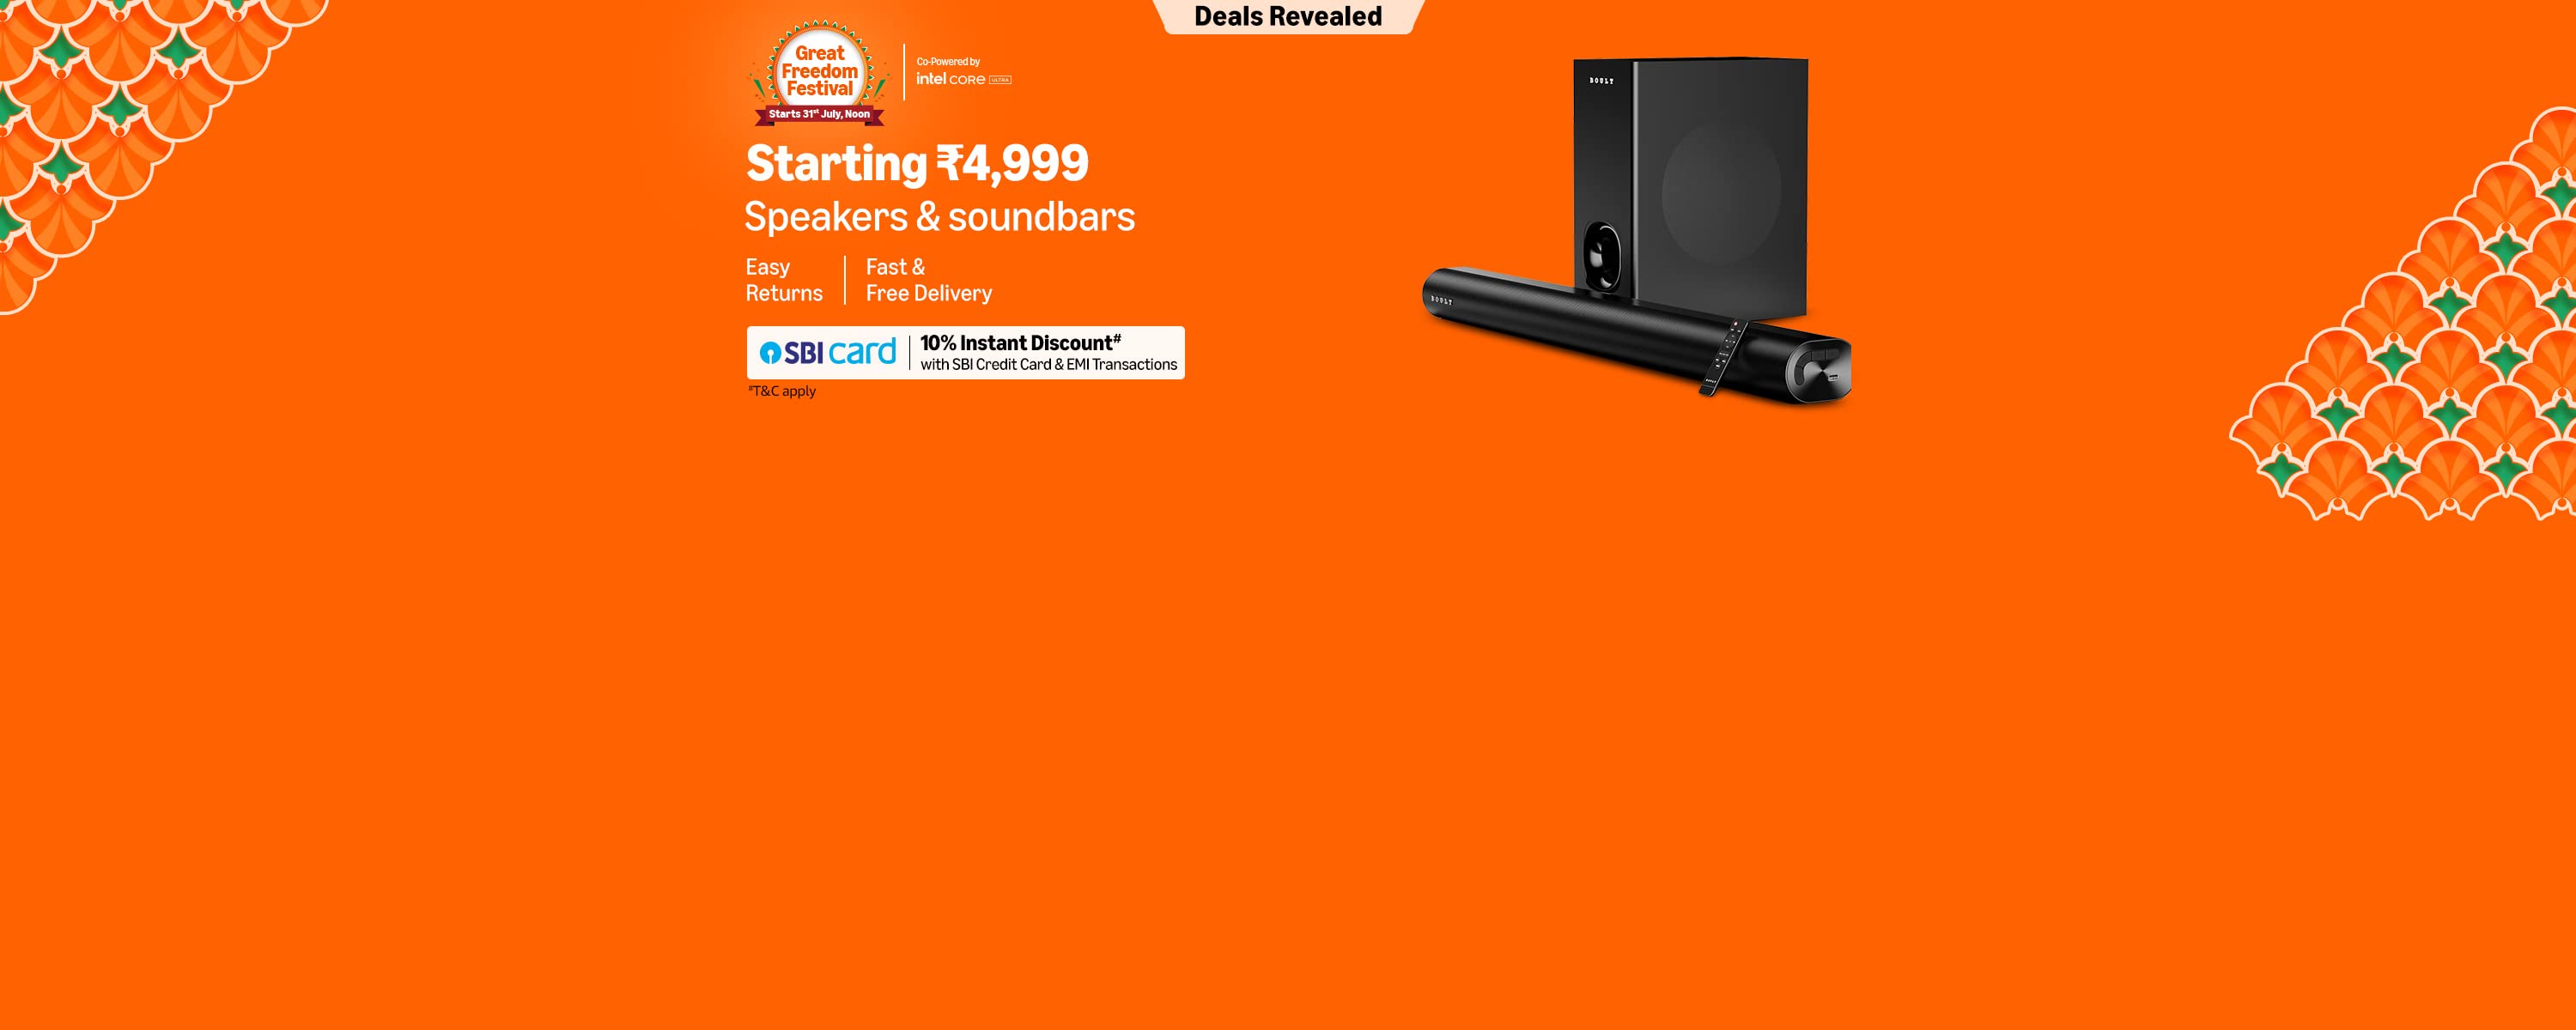 Deals Revealed
Great
Freedom
Festival
Starts 31st July, Noon
Co-Powered by
intel CORE ULTRA
Starting ₹4,999
Speakers & soundbars
Easy
Returns
Fast &
Free Delivery
SBI card
10% Instant Discount#
with SBI Credit Card & EMI Transactions
#T&C apply
BOULT
BOULT